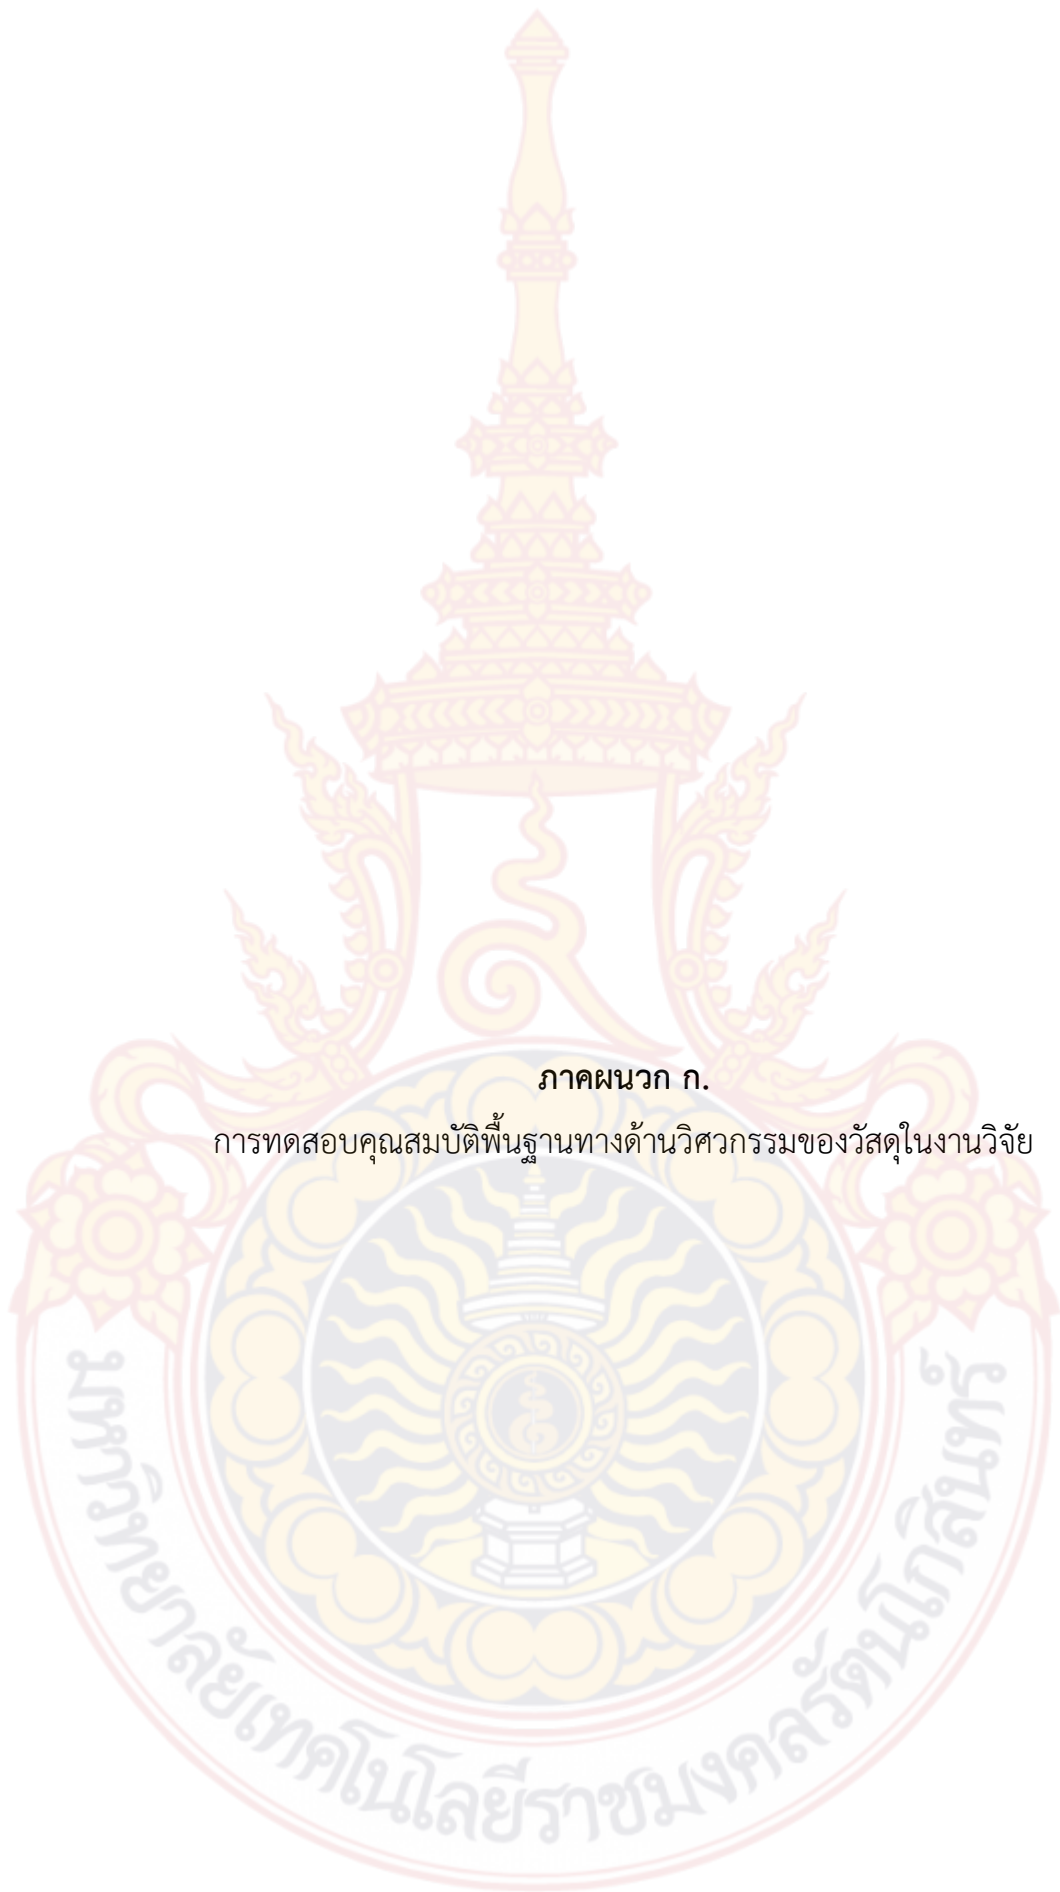 ภาคผนวก ก.
การทดสอบคุณสมบัติพื้นฐานทางด้านวิศวกรรมของวัสดุในงานวิจัย
มหาวิทยาลัยเทคโนโลยีราชมงคลรัตนโกสินทร์